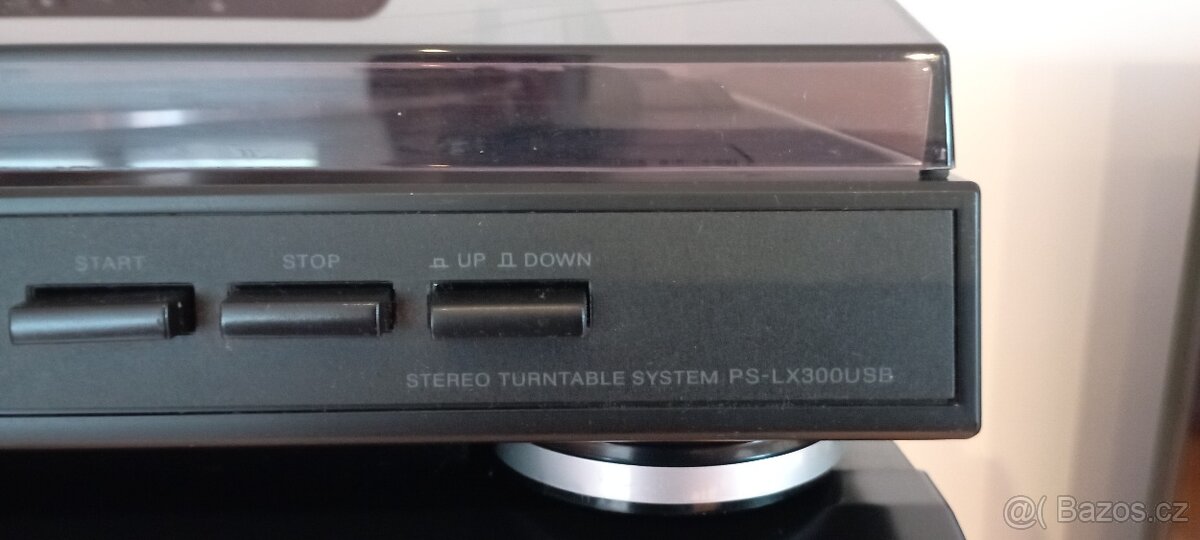 START STOP UP DOWN
STEREO TURNTABLE SYSTEM PS-LX300USB
@( Bazos.cz